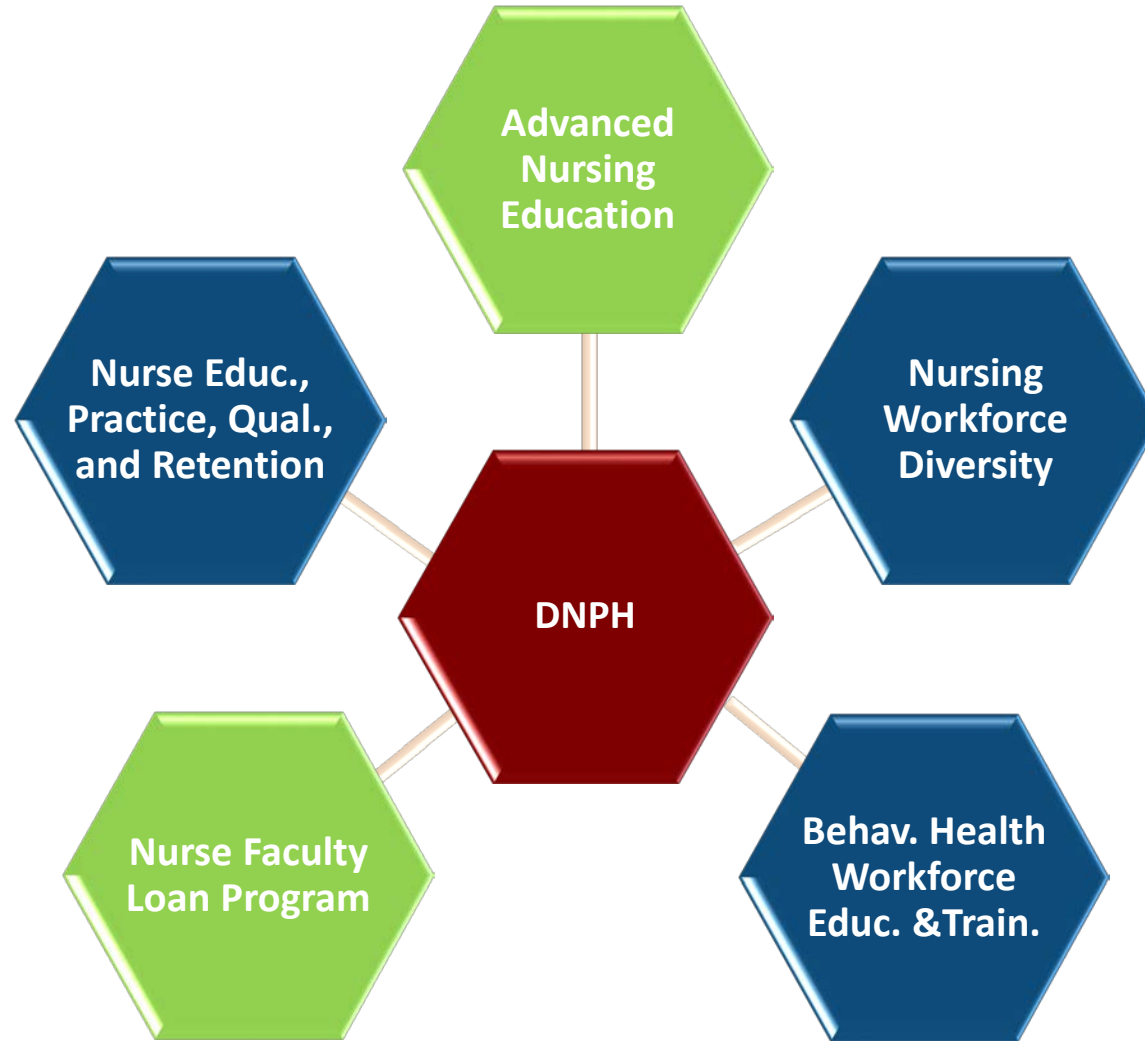 Advanced
Nursing
Education
Nurse Educ.,
Practice, Qual.,
and Retention
Nursing
Workforce
Diversity
DNPH
Nurse Faculty
Loan Program
Behav. Health
Workforce
Educ. &Train.